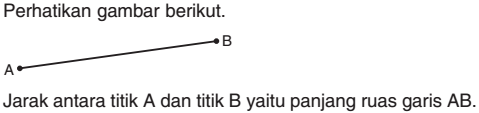 Perhatikan gambar berikut.
B
A
Jarak antara titik A dan titik B yaitu panjang ruas garis AB.